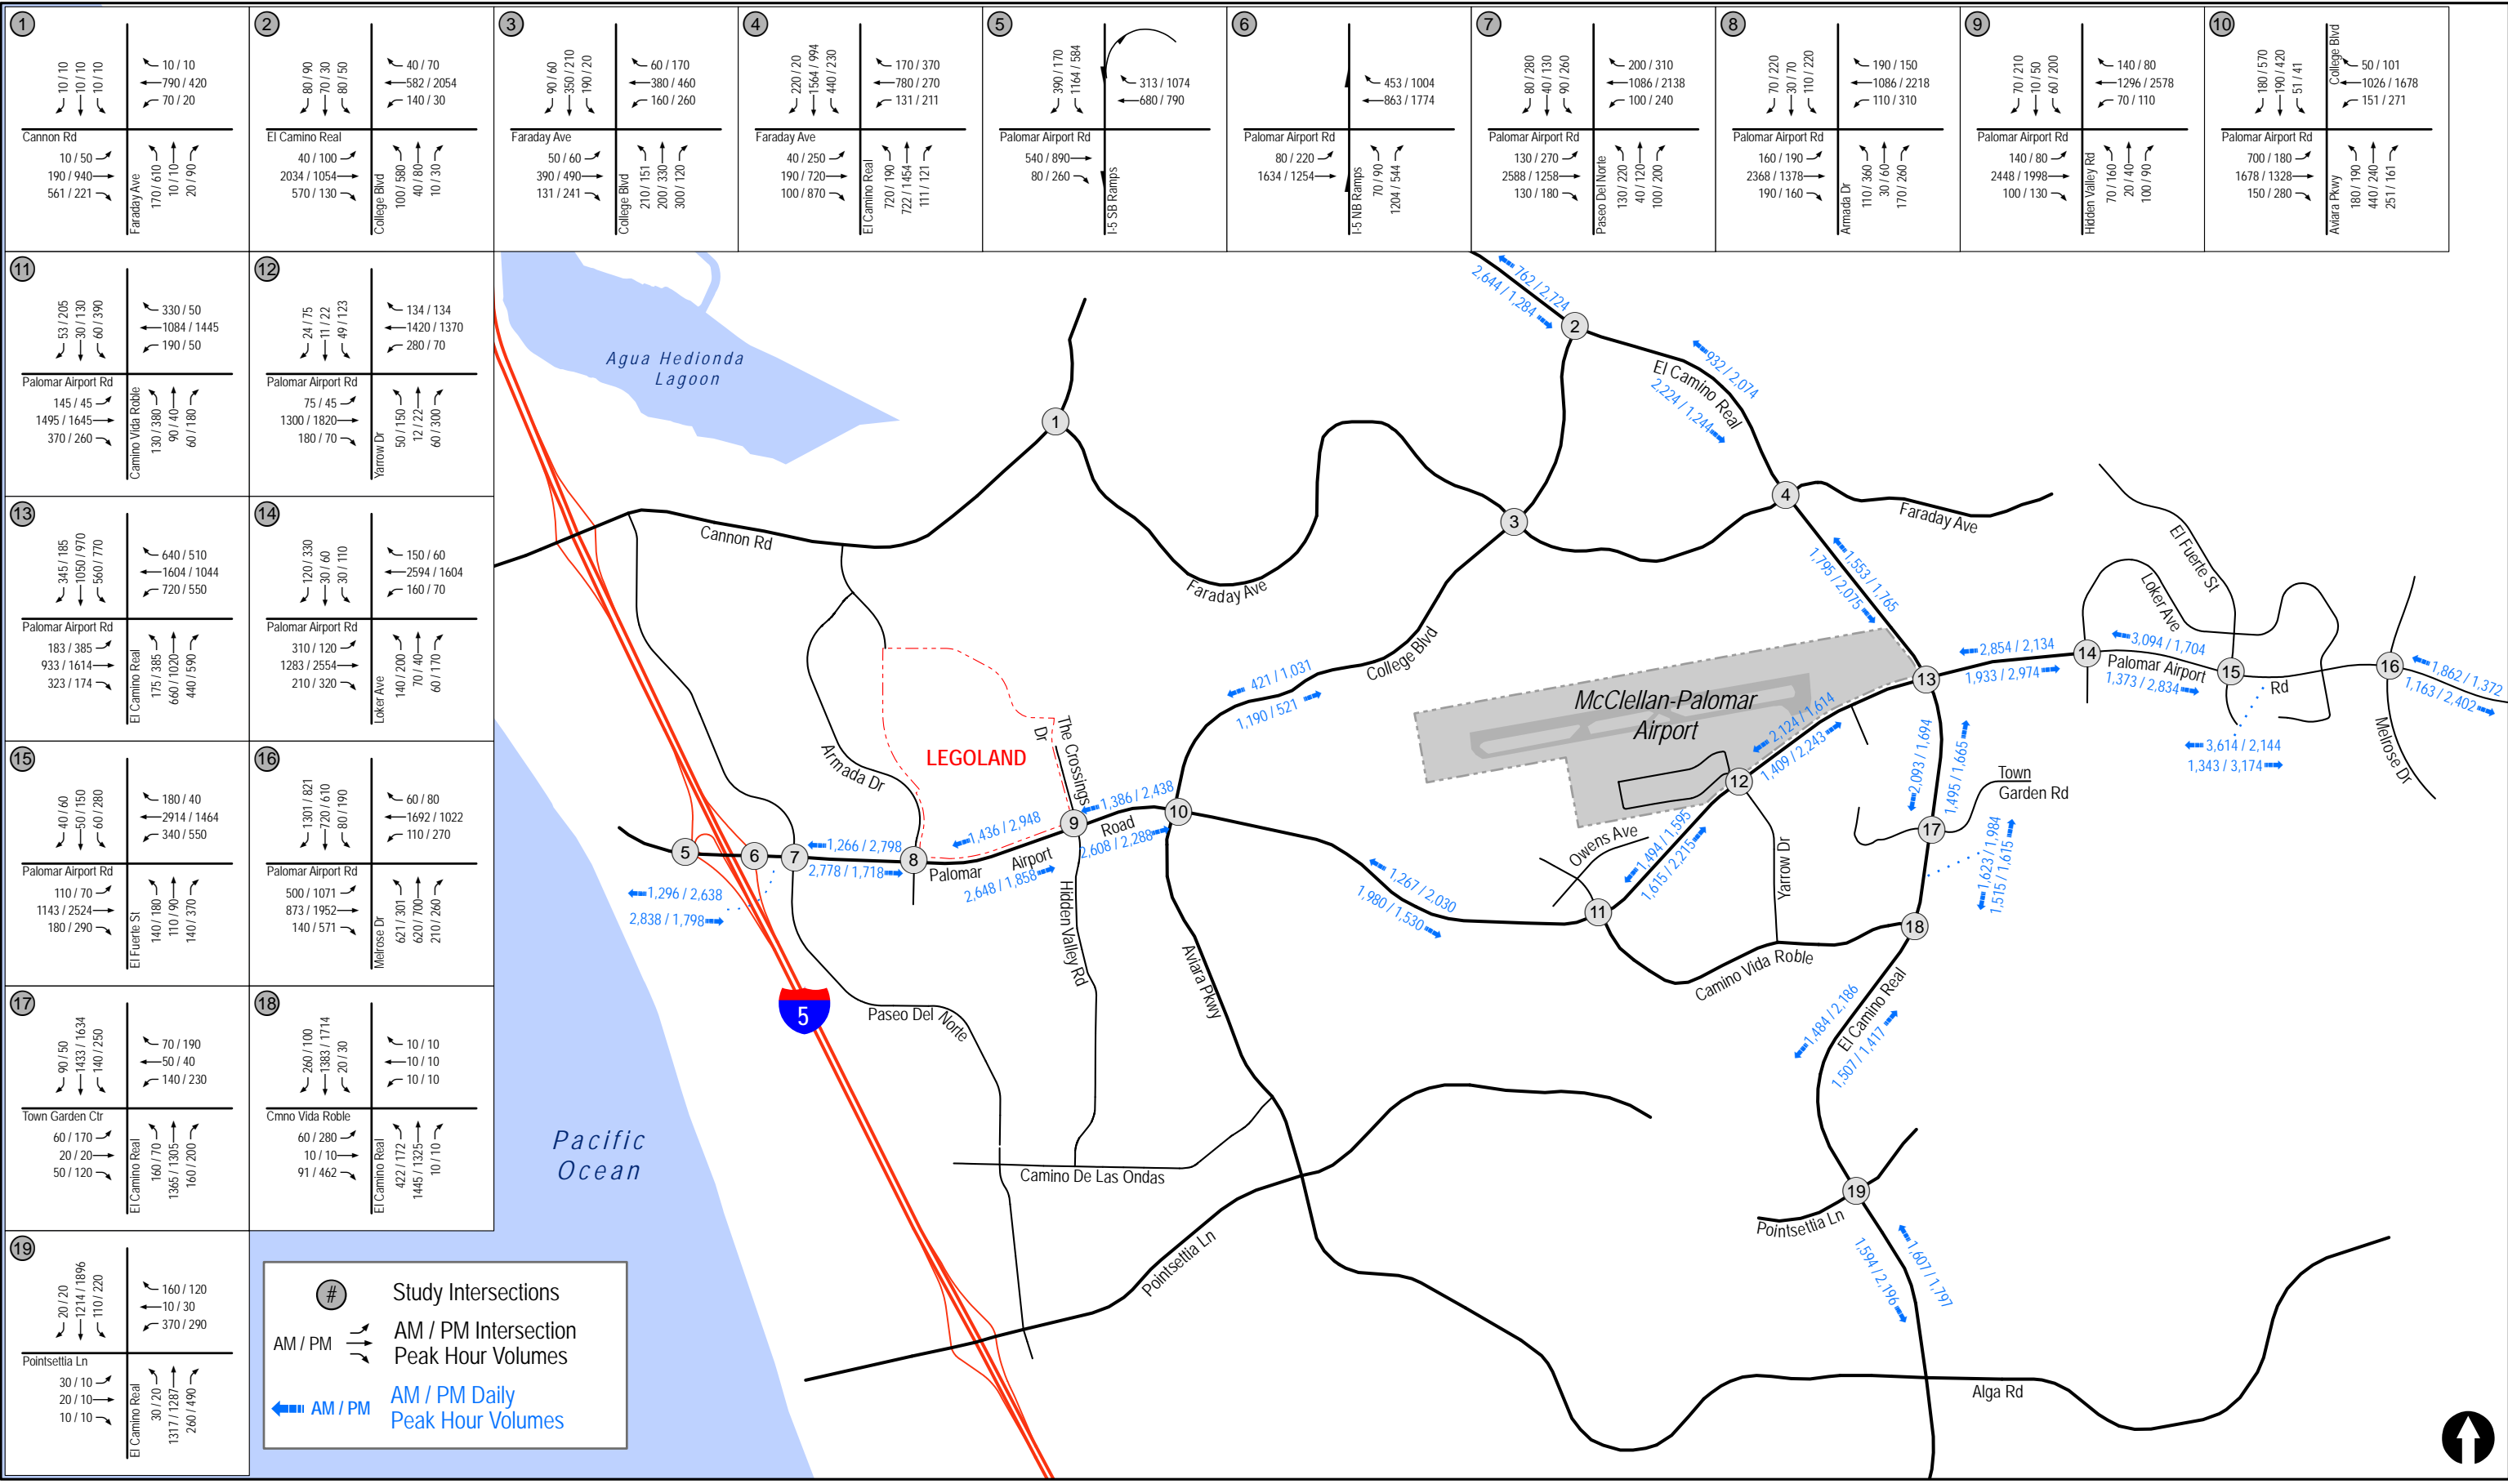 1
10 / 10
10 / 10
10 / 10
10 / 10
790 / 420
70 / 20
Cannon Rd
10 / 50
190 / 940
561 / 221
Faraday Ave
170 / 610
10 / 10
20 / 90
2
80 / 90
70 / 30
80 / 50
40 / 70
582 / 2054
140 / 30
El Camino Real
40 / 100
2034 / 1054
570 / 130
College Blvd
100 / 580
40 / 80
10 / 30
3
90 / 60
350 / 210
190 / 20
60 / 170
380 / 460
160 / 260
Faraday Ave
50 / 60
390 / 490
131 / 241
College Blvd
210 / 151
200 / 330
300 / 120
4
220 / 20
1564 / 994
440 / 230
170 / 370
780 / 270
131 / 211
Faraday Ave
40 / 250
190 / 720
100 / 870
El Camino Real
720 / 190
722 / 1454
111 / 121
5
390 / 170
1164 / 584
313 / 1074
680 / 790
Palomar Airport Rd
540 / 890
80 / 260
I-5 SB Ramps
6
453 / 1004
863 / 1774
Palomar Airport Rd
80 / 220
1634 / 1254
I-5 NB Ramps
70 / 90
1204 / 544
7
80 / 280
40 / 130
90 / 260
200 / 310
1086 / 2138
100 / 240
Palomar Airport Rd
130 / 270
2588 / 1258
130 / 180
Paseo Del Norte
130 / 220
40 / 120
100 / 200
8
70 / 220
30 / 70
110 / 220
190 / 150
1086 / 2218
110 / 310
Palomar Airport Rd
160 / 190
2368 / 1378
190 / 160
Armada Dr
110 / 360
30 / 60
170 / 260
9
70 / 210
10 / 50
60 / 200
140 / 80
1296 / 2578
70 / 110
Palomar Airport Rd
140 / 80
2448 / 1998
100 / 130
Hidden Valley Rd
70 / 160
20 / 40
100 / 90
10
180 / 570
190 / 420
51 / 41
College Blvd
50 / 101
1026 / 1678
151 / 271
Palomar Airport Rd
700 / 180
1678 / 1328
150 / 280
Aviara Pkwy
180 / 190
440 / 240
251 / 161
11
53 / 205
30 / 130
60 / 390
330 / 50
1084 / 1445
190 / 50
Palomar Airport Rd
145 / 45
1495 / 1645
370 / 260
Camino Vida Roble
130 / 380
90 / 40
60 / 180
12
24 / 75
11 / 22
49 / 123
134 / 134
1420 / 1370
280 / 70
Palomar Airport Rd
75 / 45
1300 / 1820
180 / 70
Yarrow Dr
50 / 150
12 / 22
60 / 300
13
345 / 185
1050 / 970
560 / 770
640 / 510
1604 / 1044
720 / 550
Palomar Airport Rd
183 / 385
933 / 1614
323 / 174
El Camino Real
175 / 385
660 / 1020
440 / 590
14
120 / 330
30 / 60
30 / 110
150 / 60
2594 / 1604
160 / 70
Palomar Airport Rd
310 / 120
1283 / 2554
210 / 320
Loker Ave
140 / 200
70 / 40
60 / 170
15
40 / 60
50 / 150
60 / 280
180 / 40
2914 / 1464
340 / 550
Palomar Airport Rd
110 / 70
1143 / 2524
180 / 290
El Fuerte St
140 / 180
110 / 90
140 / 370
16
1301 / 821
720 / 610
80 / 190
60 / 80
1692 / 1022
110 / 270
Palomar Airport Rd
500 / 1071
873 / 1952
140 / 571
Melrose Dr
621 / 301
620 / 700
210 / 260
17
90 / 50
1433 / 1634
140 / 250
70 / 190
50 / 40
140 / 230
Town Garden Ctr
60 / 170
20 / 20
50 / 120
El Camino Real
160 / 70
1365 / 1305
160 / 200
18
260 / 100
1383 / 1714
20 / 30
10 / 10
10 / 10
10 / 10
Cmno Vida Roble
60 / 280
10 / 10
91 / 462
El Camino Real
422 / 172
1445 / 1325
10 / 10
19
20 / 20
1214 / 1896
110 / 220
160 / 120
10 / 30
370 / 290
Pointsettia Ln
30 / 10
20 / 10
10 / 10
El Camino Real
30 / 20
1317 / 1287
260 / 490
762 / 2,724
2,644 / 1,284
2
932 / 2,074
El Camino Real
2,224 / 1,244
Agua Hedionda
Lagoon
1
3
4
Faraday Ave
Cannon Rd
Faraday Ave
1,553 / 1,765
1,795 / 2,075
El Fuerte St
Loker Ave
College Blvd
421 / 1,031
1,190 / 521
McClellan-Palomar
Airport
13
2,854 / 2,134
1,933 / 2,974
14
3,094 / 1,704
Palomar Airport
Rd
1,373 / 2,834
15
16
1,862 / 1,372
1,163 / 2,402
Melrose Dr
3,614 / 2,144
1,343 / 3,174
LEGOLAND
The Crossings
Dr
Armada Dr
2,124 / 1,614
1,409 / 2,243
12
2,093 / 1,694
1,495 / 1,665
Town
Garden Rd
17
1,623 / 1,984
1,515 / 1,615
5
6
7
1,266 / 2,798
2,778 / 1,718
8
1,436 / 2,948
Palomar
Airport
Road
2,648 / 1,858
9
1,386 / 2,438
2,608 / 2,288
10
1,296 / 2,638
2,838 / 1,798
Hidden Valley Rd
1,267 / 2,030
1,980 / 1,530
Owens Ave
1,494 / 1,595
1,615 / 2,215
11
Yarrow Dr
18
Camino Vida Roble
Aviara Pkwy
5
Paseo Del Norte
1,484 / 2,186
El Camino Real
1,507 / 1,417
Pacific
Ocean
Camino De Las Ondas
19
Pointsettia Ln
Pointsettia Ln
1,607 / 1,797
1,594 / 2,196
Alga Rd
#
Study Intersections
AM / PM
AM / PM Intersection
Peak Hour Volumes
AM / PM
AM / PM Daily
Peak Hour Volumes